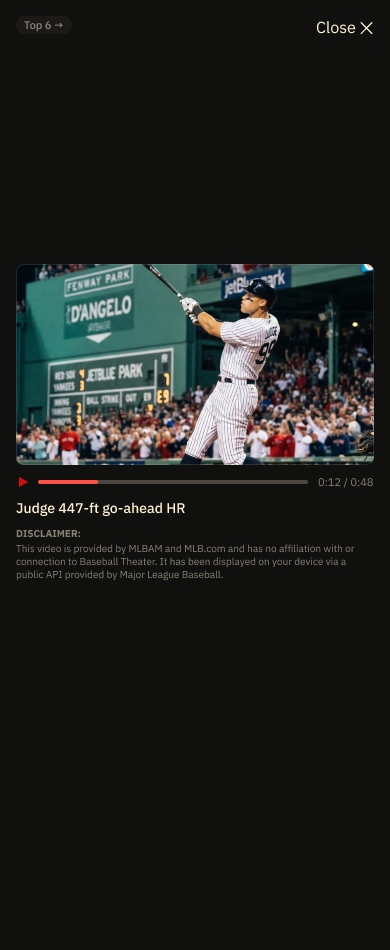 Top 6 →
Close ×
FENWAY PARK
D'ANGELO
jetBlue park
RED SOX
YANKEES
JETBLUE PARK
INNING
BALL STRIKE OUT
99
0:12 / 0:48
Judge 447-ft go-ahead HR
DISCLAIMER:
This video is provided by MLBAM and MLB.com and has no affiliation with or
connection to Baseball Theater. It has been displayed on your device via a
public API provided by Major League Baseball.